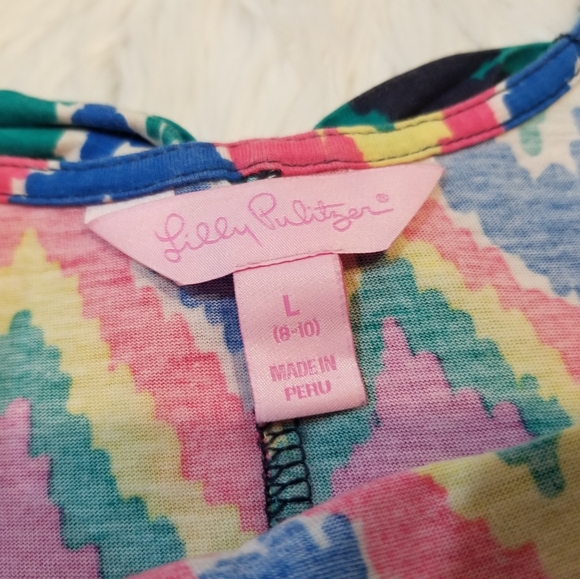 Lilly Pulitzer®
L
(8-10)
MADE IN
PERU